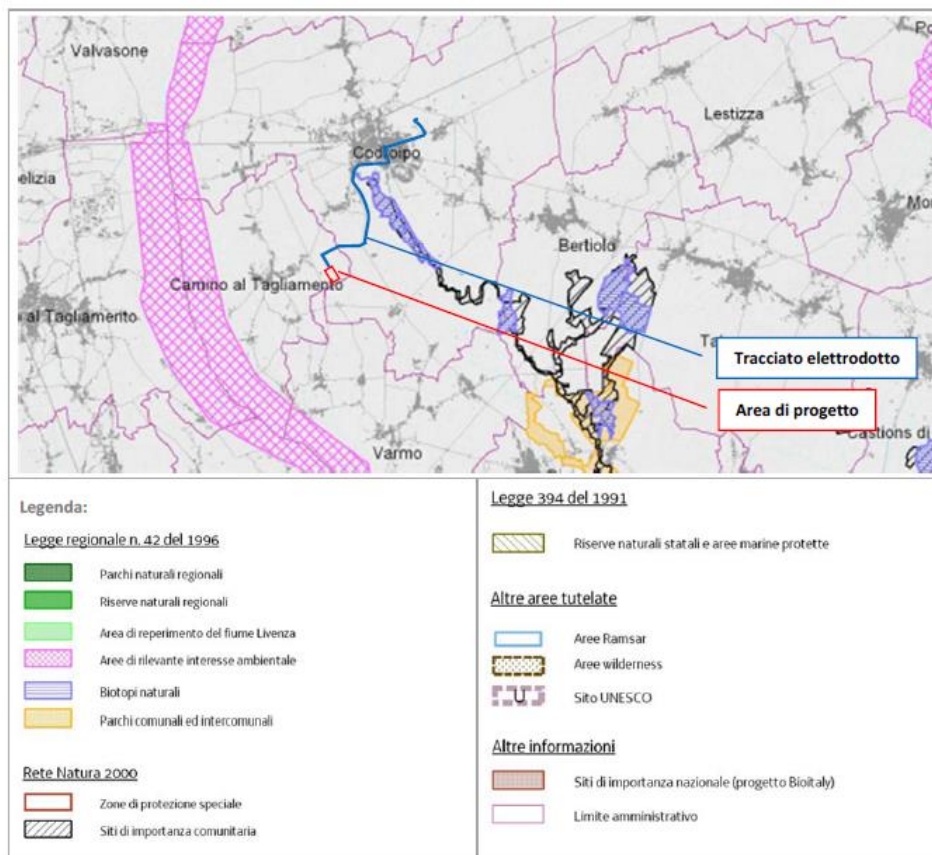 Valvasone
Po
Lestizza
Codroipo
elizia
Mor
Bertiolo
Camino al Tagliamento
o al Tagliamento
Ta
Tracciato elettrodotto
Area di progetto
Castions di
Varmo
Legenda:
Legge regionale n. 42 del 1996
Parchi naturali regionali
Riserve naturali regionali
Area di reperimento del fiume Livenza
Aree di rilevante interesse ambientale
Biotopi naturali
Parchi comunali ed intercomunali
Rete Natura 2000
Zone di protezione speciale
Siti di importanza comunitaria
Legge 394 del 1991
Riserve naturali statali e aree marine protette
Altre aree tutelate
Aree Ramsar
Aree wilderness
U Sito UNESCO
Altre informazioni
Siti di importanza nazionale (progetto Bioitaly)
Limite amministrativo